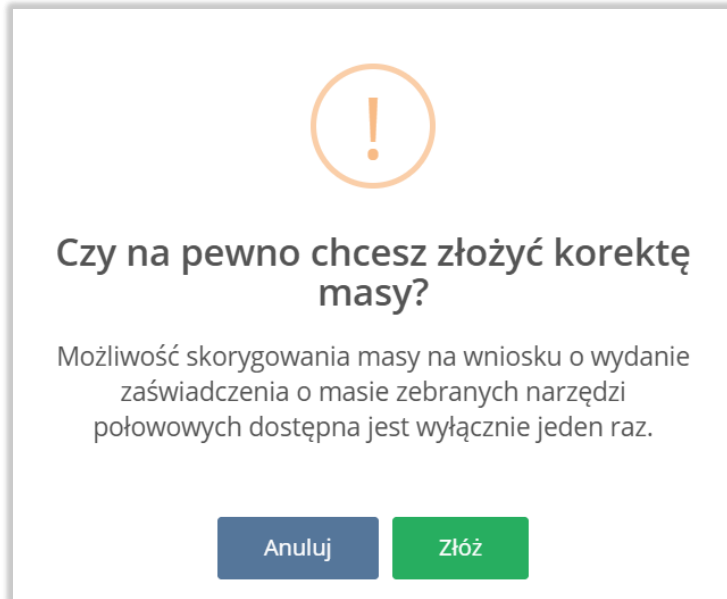 !
Czy na pewno chcesz złożyć korektę
masy?
Możliwość skorygowania masy na wniosku o wydanie
zaświadczenia o masie zebranych narzędzi
połowowych dostępna jest wyłącznie jeden raz.
Anuluj
Złóż